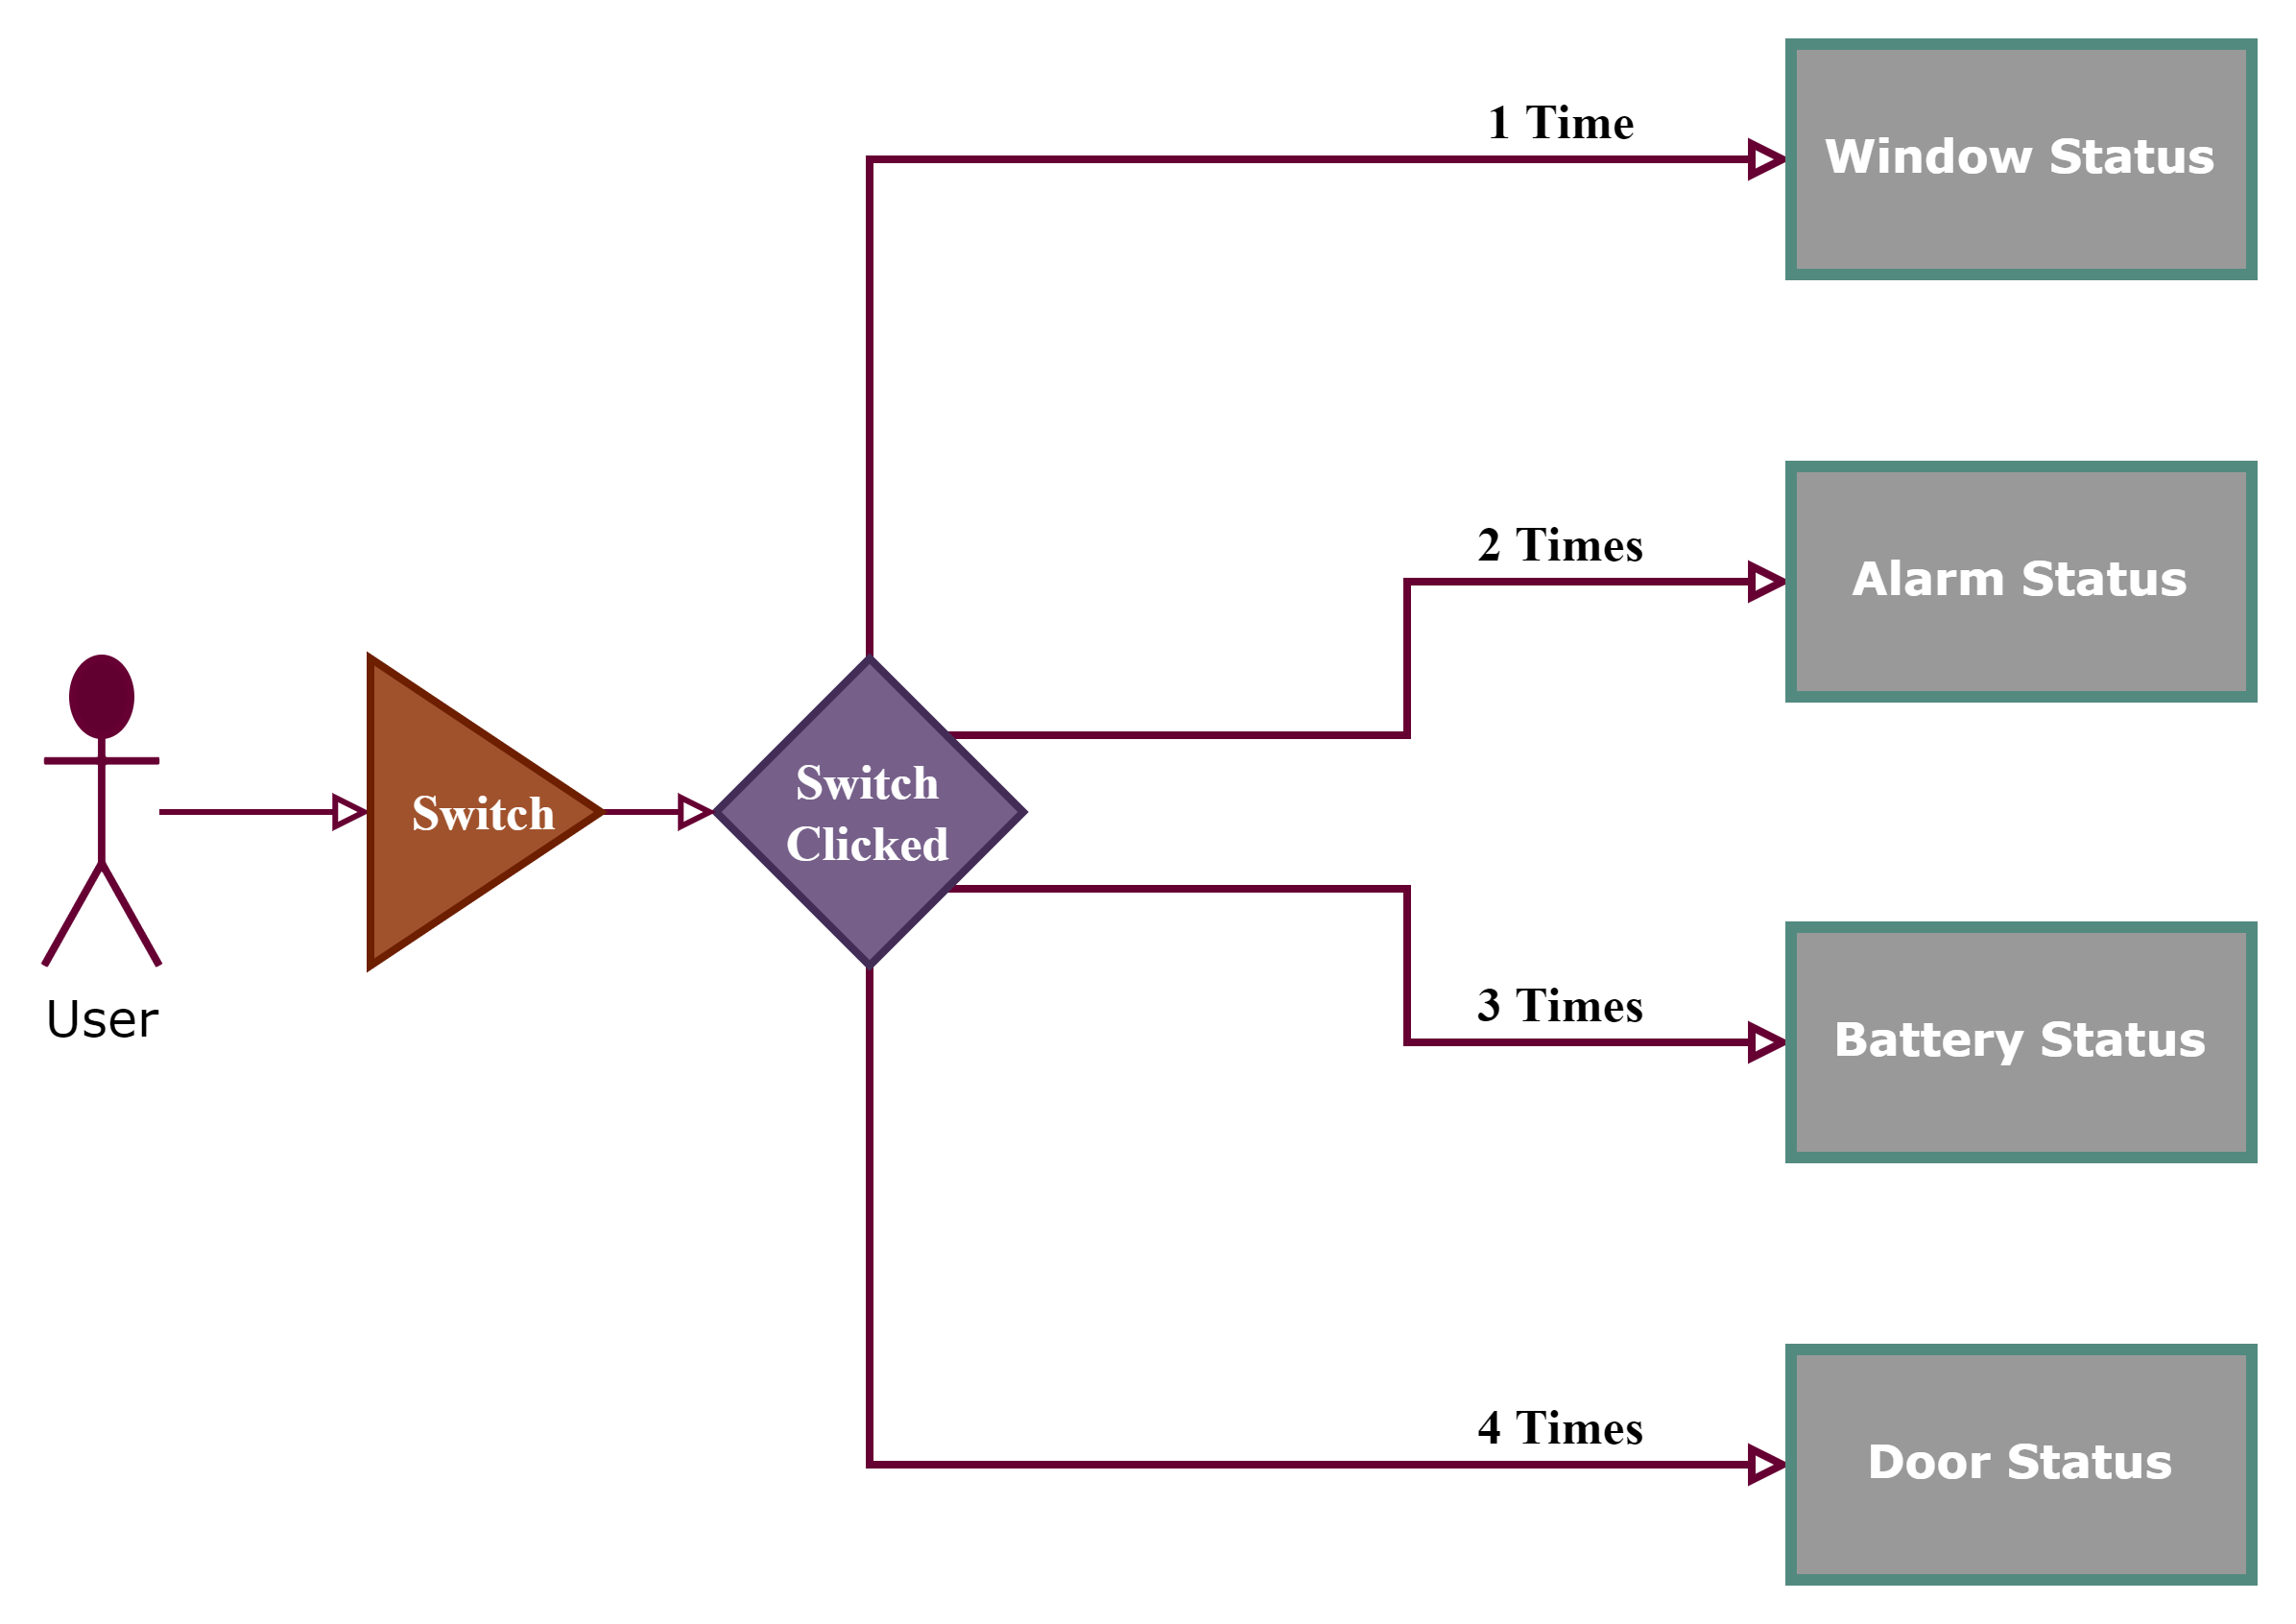 1 Time
Window Status
2 Times
Alarm Status
User
Switch
Switch
Clicked
3 Times
Battery Status
4 Times
Door Status